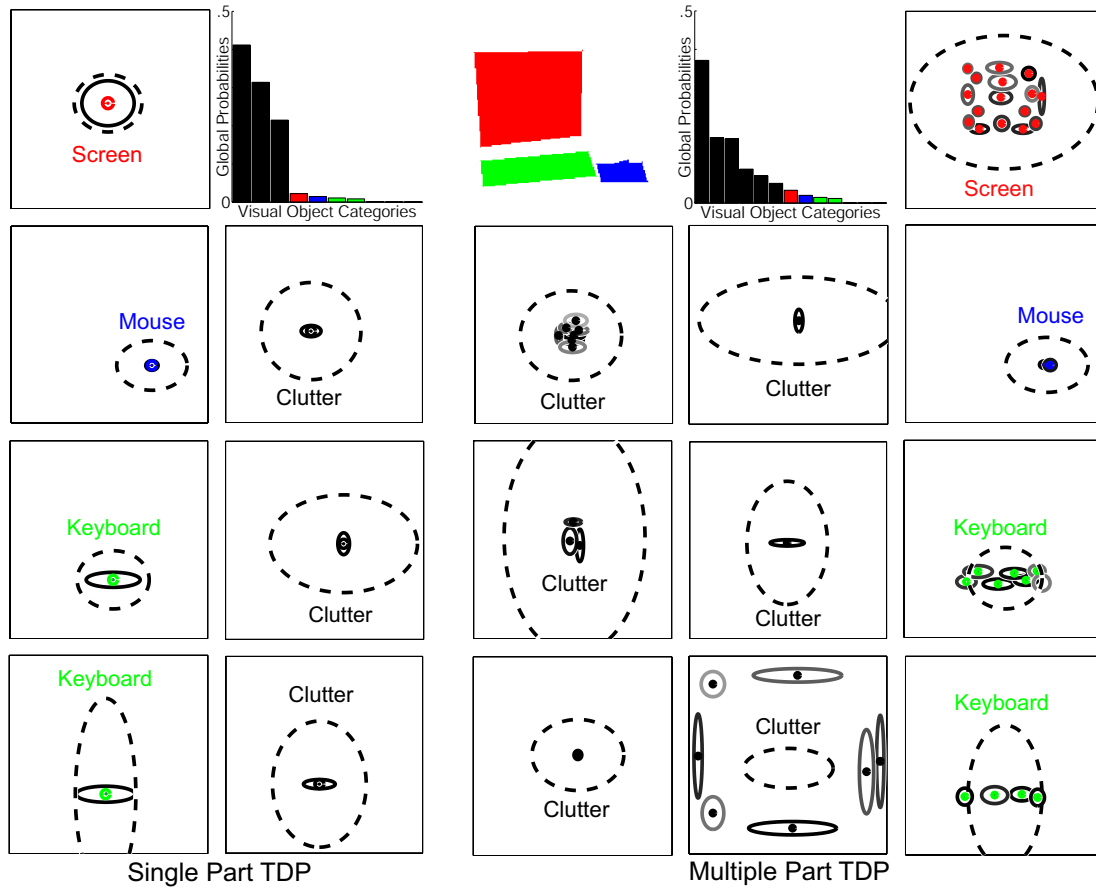 .5
Global Probabilities
0
Visual Object Categories
Screen
.5
Global Probabilities
0
Visual Object Categories
Screen
Mouse
Clutter
Clutter
Clutter
Mouse
Keyboard
Clutter
Clutter
Clutter
Keyboard
Keyboard
Clutter
Clutter
Clutter
Keyboard
Single Part TDP
Multiple Part TDP